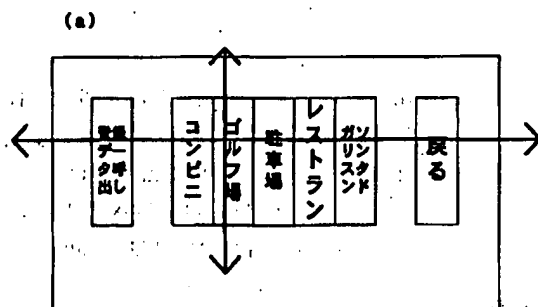 (a)
登録データ呼出し
コンビニ
ゴルフ場
駐車場
レストラン
ガソリンスタンド
戻る